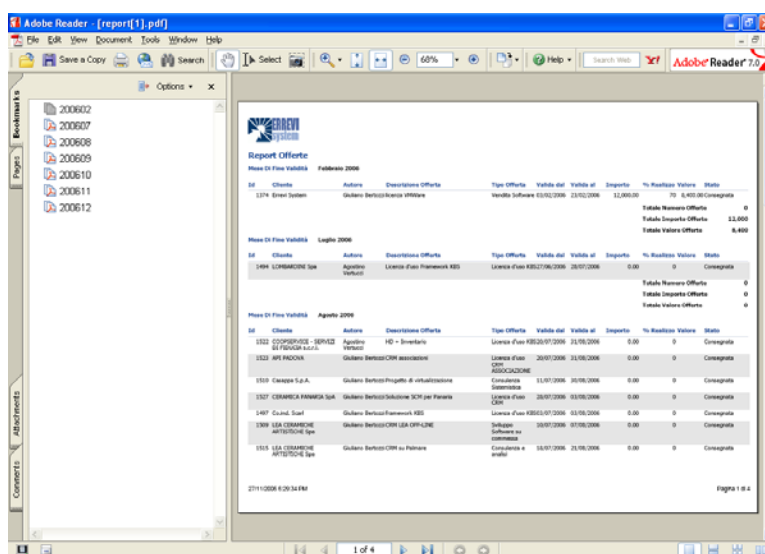 Adobe Reader - [report[1].pdf]
File Edit View Document Tools Window Help
Save a Copy Search Select 68% Help Search Web Y! Adobe Reader 7.0
Options x
Bookmarks
Pages
Attachments
Comments
200602
200607
200608
200609
200610
200611
200612
ERREVI
system
Report Offerte
Mese Di Fine Validità Febbraio 2006
Id Cliente Autore Descrizione Offerta Tipo Offerta Valida dal Valida al Importo % Realizzo Valore Stato
1374 Errevi System Giuliano Bertozzi licenza VMWare Vendita Software 03/02/2006 23/02/2006 12,000.00 70 8,400.00 Consegnata
Totale Numero Offerte 0
Totale Importo Offerte 12,000
Totale Valore Offerte 8,400
Mese Di Fine Validità Luglio 2006
Id Cliente Autore Descrizione Offerta Tipo Offerta Valida dal Valida al Importo % Realizzo Valore Stato
1494 LOMBARDINI Spa Agostino Licenza d'uso Framework KBS Licenza d'uso KBS 27/06/2006 28/07/2006 0.00 0 Consegnata
Vertucci
Totale Numero Offerte 0
Totale Importo Offerte 0
Totale Valore Offerte 0
Mese Di Fine Validità Agosto 2006
Id Cliente Autore Descrizione Offerta Tipo Offerta Valida dal Valida al Importo % Realizzo Valore Stato
1522 COOPSERVICE - SERVIZI Agostino HD - Inventario Licenza d'uso KBS 20/07/2006 31/08/2006 0.00 0 Consegnata
DI FIDUCIA s.c.r.l. Vertucci
1523 API PADOVA Giuliano Bertozzi CRM associazioni Licenza d'uso 20/07/2006 31/08/2006 0.00 0 Consegnata
CRM
ASSOCIAZIONE
1510 Casappa S.p.A. Giuliano Bertozzi Progetto di virtualizzazione Consulenza 11/07/2006 30/08/2006 0.00 0 Consegnata
Sistemistica
1527 CERAMICA PANARIA SpA Giuliano Bertozzi Soluzione SCM per Panaria Licenza d'uso 28/07/2006 03/08/2006 0.00 0 Consegnata
CRM
1497 Co.ind. Scarl Giuliano Bertozzi Framework KBS Licenza d'uso KBS 03/07/2006 03/08/2006 0.00 0 Consegnata
1509 LEA CERAMICHE Giuliano Bertozzi CRM LEA OFF-LINE Sviluppo 10/07/2006 07/08/2006 0.00 0 Consegnata
ARTISTICHE Spa Software su
commessa
1515 LEA CERAMICHE Giuliano Bertozzi CRM su Palmare Consulenza e 18/07/2006 21/08/2006 0.00 0 Consegnata
ARTISTICHE Spa analisi
27/11/2006 6:29:34 PM Pagina 1 di 4
1 of 4